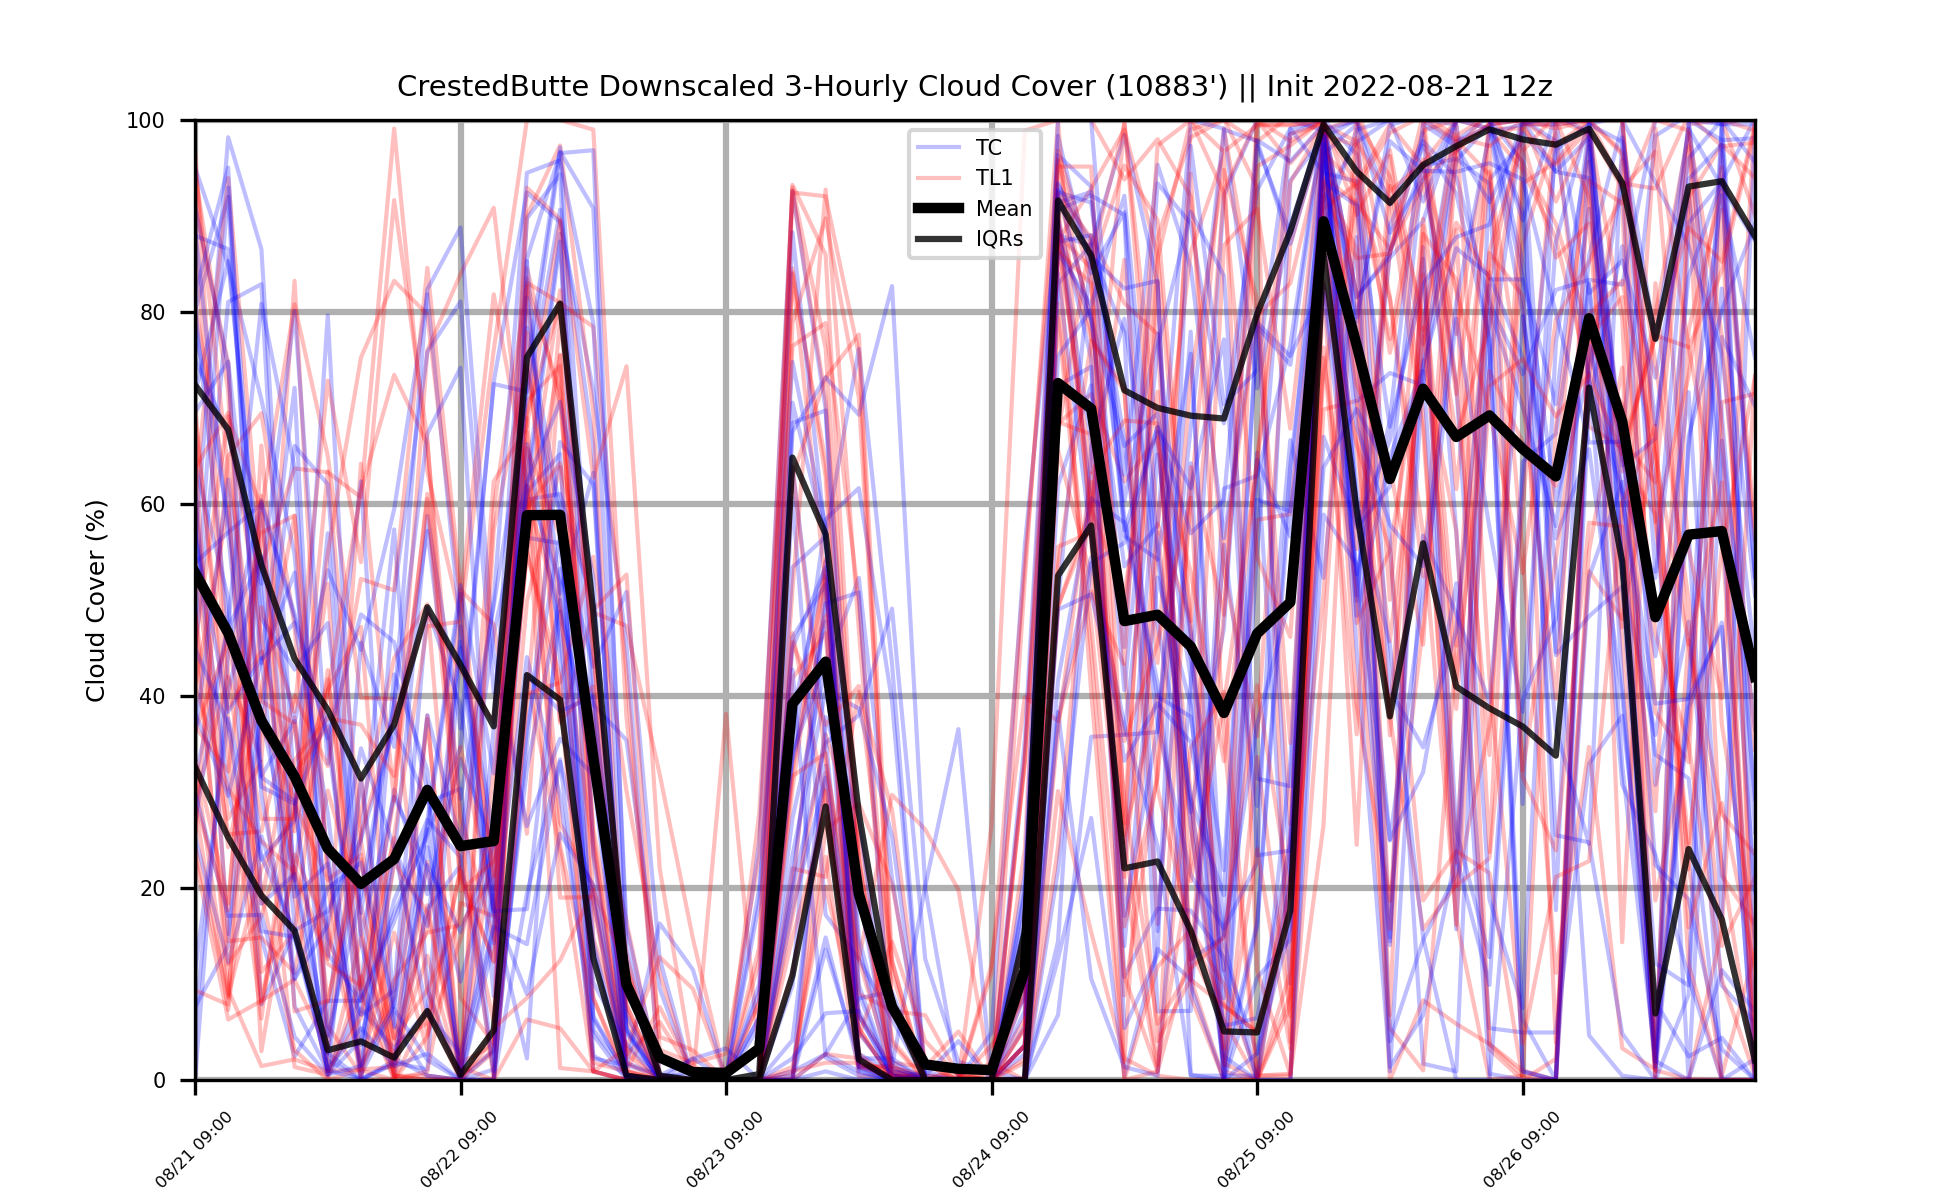 CrestedButte Downscaled 3-Hourly Cloud Cover (10883') || Init 2022-08-21 12z
100
80
60
40
20
0
Cloud Cover (%)
TC
TL1
Mean
IQRs
08/21 09:00
08/22 09:00
08/23 09:00
08/24 09:00
08/25 09:00
08/26 09:00